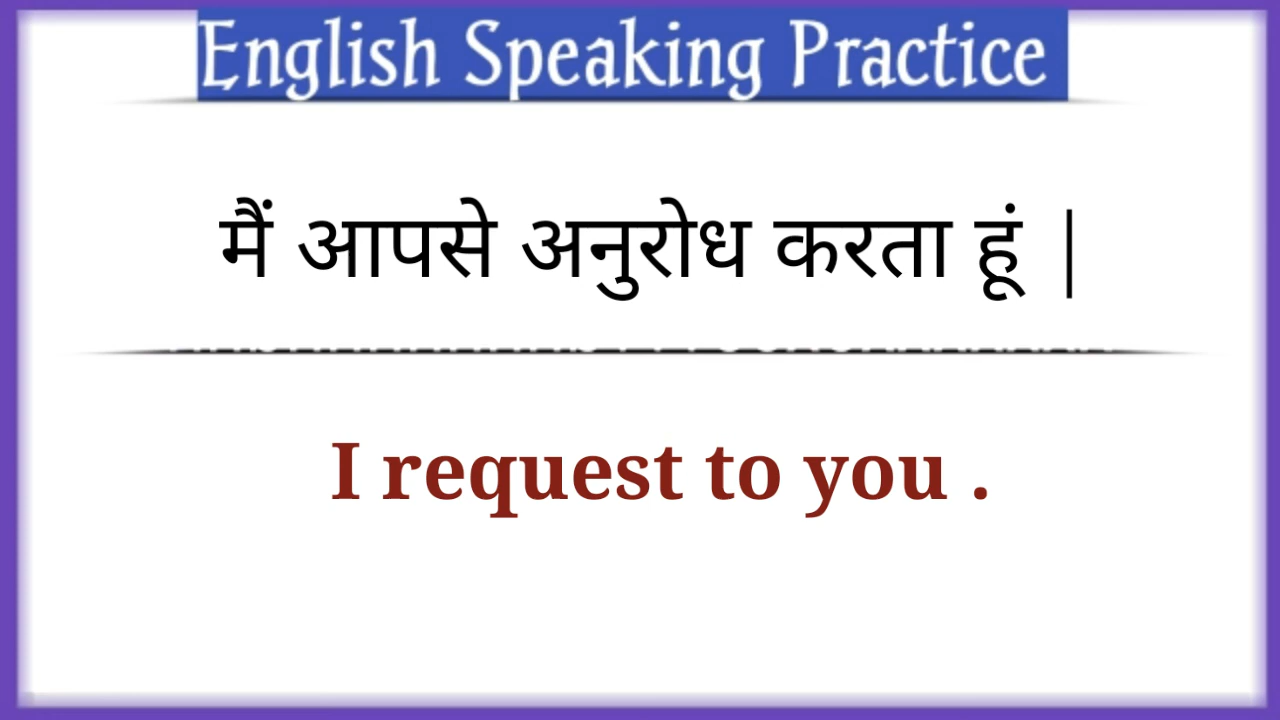 English Speaking Practice
मैं आपसे अनुरोध करता हूं |
I request to you .